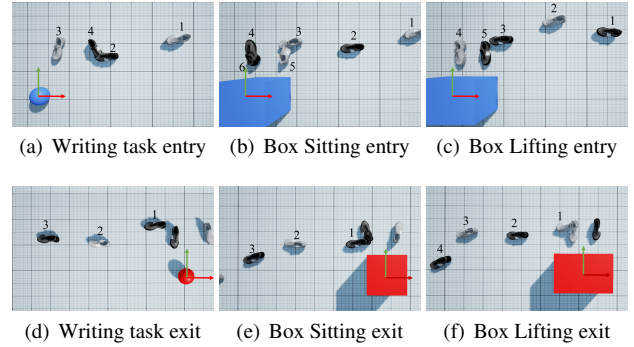 3 4 2 1
(a) Writing task entry
4 3 2 1
6 5
(b) Box Sitting entry
4 5 3 2 1
(c) Box Lifting entry
3 2 1
(d) Writing task exit
3 2 1
(e) Box Sitting exit
4 3 2 1
(f) Box Lifting exit